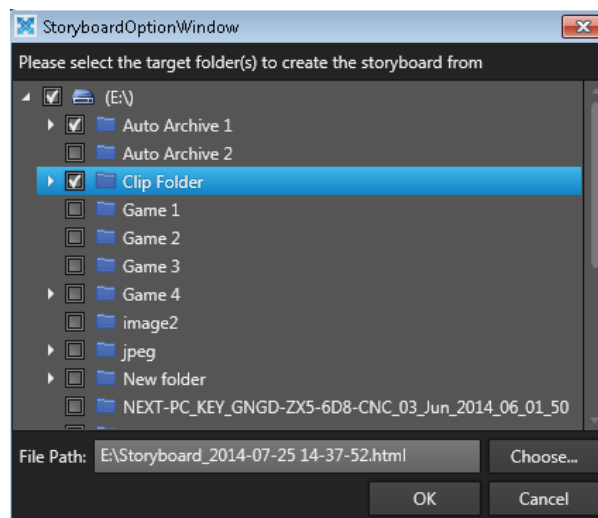 StoryboardOptionWindow
Please select the target folder(s) to create the storyboard from
(E:\)
Auto Archive 1
Auto Archive 2
Clip Folder
Game 1
Game 2
Game 3
Game 4
image2
jpeg
New folder
NEXT-PC_KEY_GNGD-ZX5-6D8-CNC_03_Jun_2014_06_01_50
File Path: E:\Storyboard_2014-07-25 14-37-52.html Choose...
OK Cancel